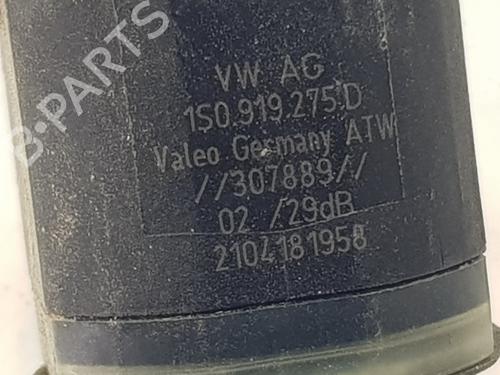 VW AG
1S0.919.275.D
Valeo Germany ATW
//307889//
02 /29dB
2104181958
B-PARTS